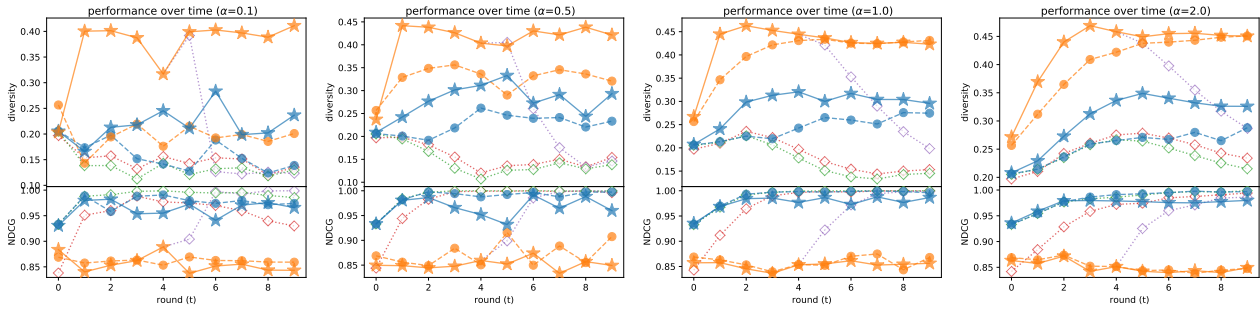 performance over time (α=0.1)
diversity
0.40
0.35
0.30
0.25
0.20
0.15
0.10
NDCG
1.00
0.95
0.90
0.85
0 2 4 6 8
round (t)
performance over time (α=0.5)
diversity
0.45
0.40
0.35
0.30
0.25
0.20
0.15
0.10
NDCG
1.00
0.95
0.90
0.85
0 2 4 6 8
round (t)
performance over time (α=1.0)
diversity
0.45
0.40
0.35
0.30
0.25
0.20
0.15
NDCG
1.00
0.95
0.90
0.85
0 2 4 6 8
round (t)
performance over time (α=2.0)
diversity
0.45
0.40
0.35
0.30
0.25
0.20
NDCG
1.00
0.95
0.90
0.85
0 2 4 6 8
round (t)